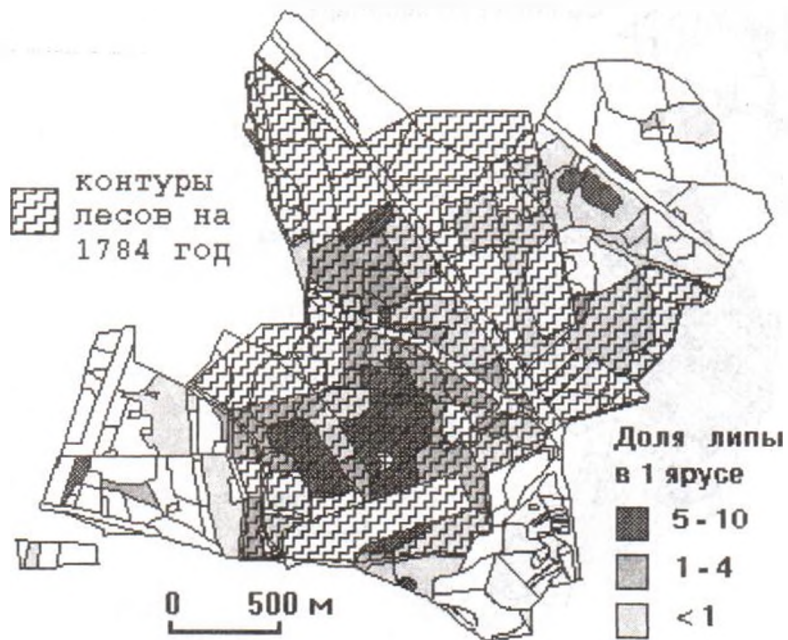 контуры
лесов на
1784 год
Доля липы
в 1 ярусе
5 - 10
1 - 4
< 1
0 500 м